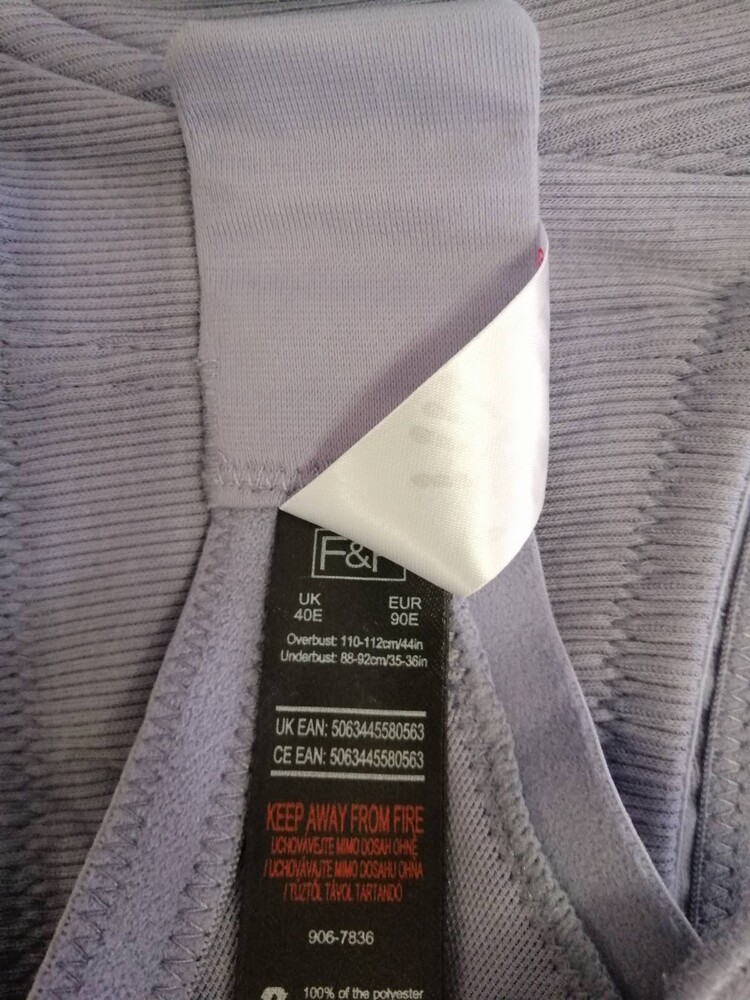 F&F
UK EUR
40E 90E
Overbust: 110-112cm/44in
Underbust: 88-92cm/35-36in
UK EAN: 5063445580563
CE EAN: 5063445580563
KEEP AWAY FROM FIRE
UCHOVÁVEJTE MIMO DOSAH OHNĚ
/ UCHOVÁVAJTE MIMO DOSAHU OHŇA
/ TŰZTŐL TÁVOL TARTANDÓ
906-7836
100% of the polyester